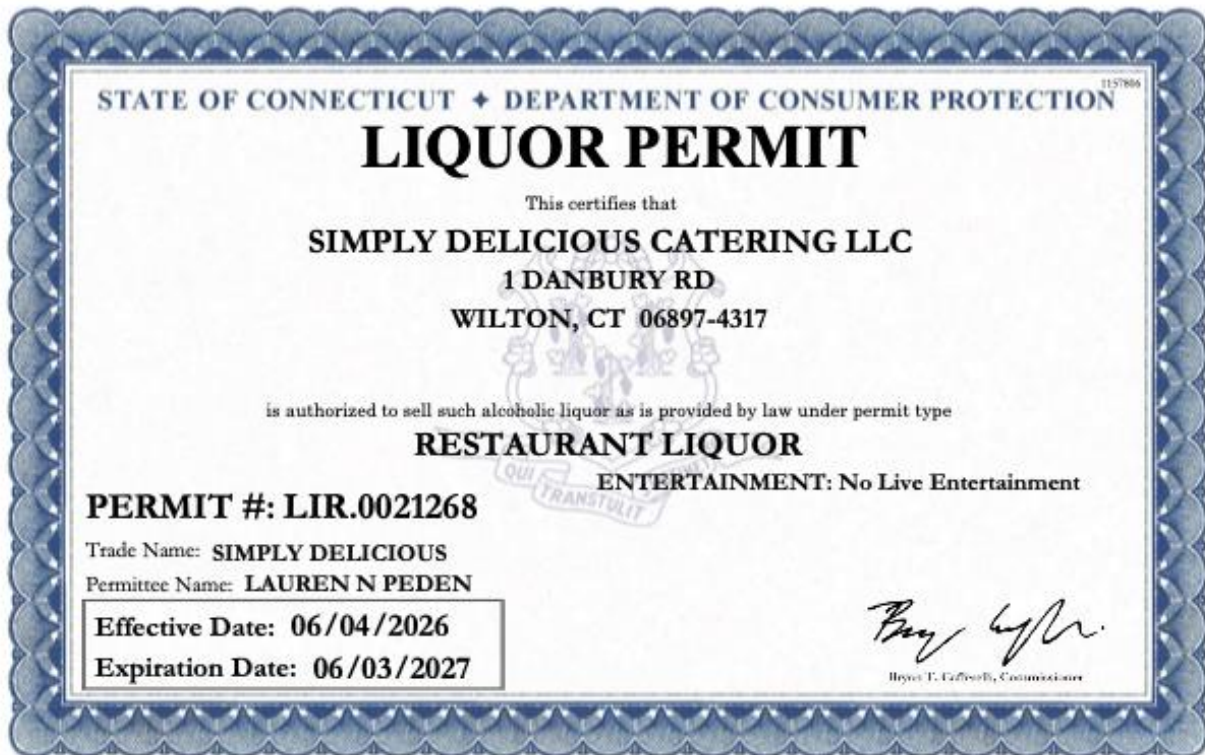 1157806
STATE OF CONNECTICUT ✦ DEPARTMENT OF CONSUMER PROTECTION
LIQUOR PERMIT
This certifies that
SIMPLY DELICIOUS CATERING LLC
1 DANBURY RD
WILTON, CT 06897-4317
is authorized to sell such alcoholic liquor as is provided by law under permit type
RESTAURANT LIQUOR
ENTERTAINMENT: No Live Entertainment
QUI TRANSTULIT
PERMIT #: LIR.0021268
Trade Name: SIMPLY DELICIOUS
Permittee Name: LAUREN N PEDEN
Effective Date: 06/04/2026
Expiration Date: 06/03/2027
T. Cafferelli, Commissioner